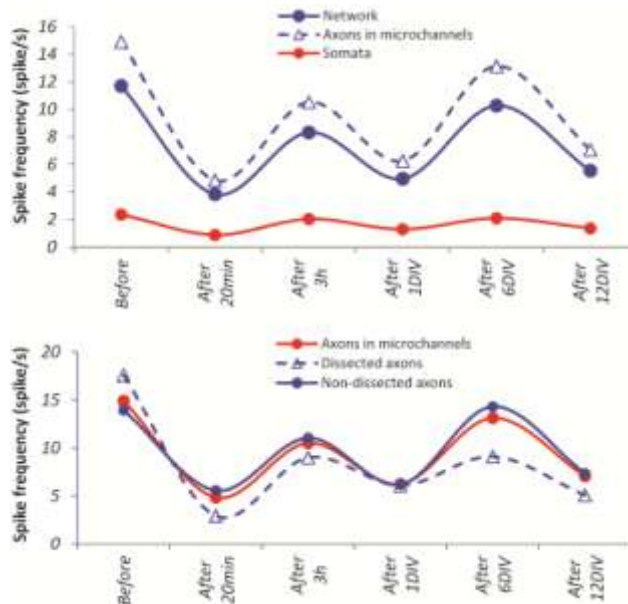 Spike frequency (spike/s)
16
14
12
10
8
6
4
2
0
Network
Axons in microchannels
Somata
Before
After
20min
After
3h
After
1DIV
After
6DIV
After
12DIV
Spike frequency (spike/s)
20
15
10
5
0
Axons in microchannels
Dissected axons
Non-dissected axons
Before
After
20min
After
3h
After
1DIV
After
6DIV
After
12DIV